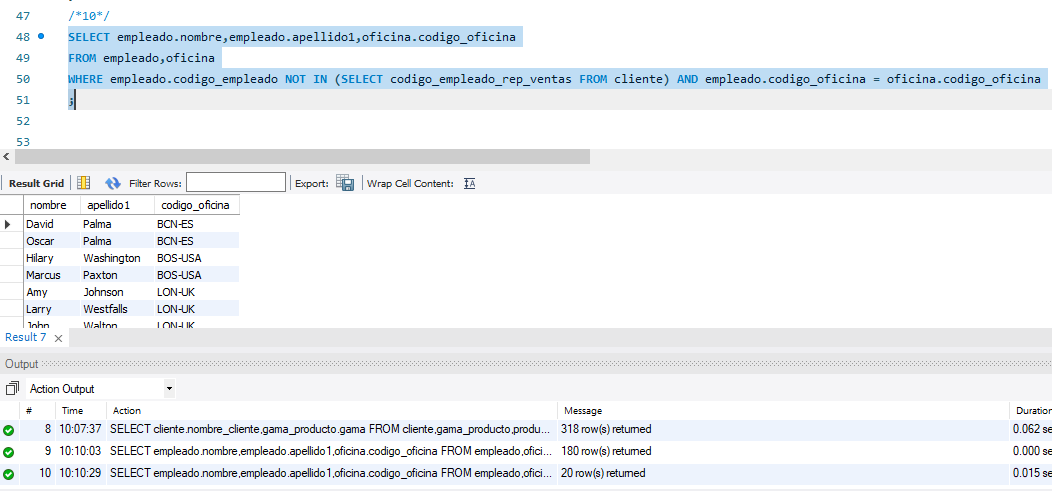 47 /*10*/
48 SELECT empleado.nombre,empleado.apellido1,oficina.codigo_oficina
49 FROM empleado,oficina
50 WHERE empleado.codigo_empleado NOT IN (SELECT codigo_empleado_rep_ventas FROM cliente) AND empleado.codigo_oficina = oficina.codigo_oficina
51 ;
52
53
Result Grid Filter Rows: Export: Wrap Cell Content:
nombre apellido1 codigo_oficina
David Palma BCN-ES
Oscar Palma BCN-ES
Hilary Washington BOS-USA
Marcus Paxton BOS-USA
Amy Johnson LON-UK
Larry Westfalls LON-UK
John Walton LON-UK
Result 7
Output
Action Output
# Time Action Message Duration
8 10:07:37 SELECT cliente.nombre_cliente,gama_producto.gama FROM cliente,gama_producto,produ... 318 row(s) returned 0.062 se
9 10:10:03 SELECT empleado.nombre,empleado.apellido1,oficina.codigo_oficina FROM empleado,ofici... 180 row(s) returned 0.000 se
10 10:10:29 SELECT empleado.nombre,empleado.apellido1,oficina.codigo_oficina FROM empleado,ofici... 20 row(s) returned 0.015 se